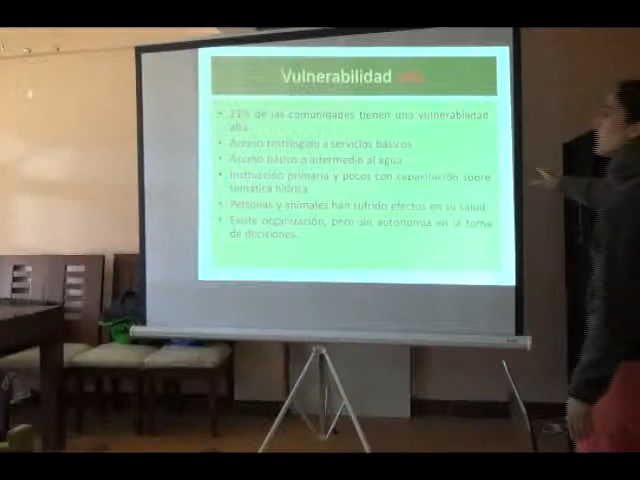 Vulnerabilidad alta
• 21% de las comunidades tienen una vulnerabilidad
alta
• Acceso restringido a servicios básicos
• Acceso básico o intermedio al agua
• Instrucción primaria y pocos con capacitación sobre
temática hídrica
• Personas y animales han sufrido efectos en su salud
• Existe organización, pero sin autonomía en la toma
de decisiones.